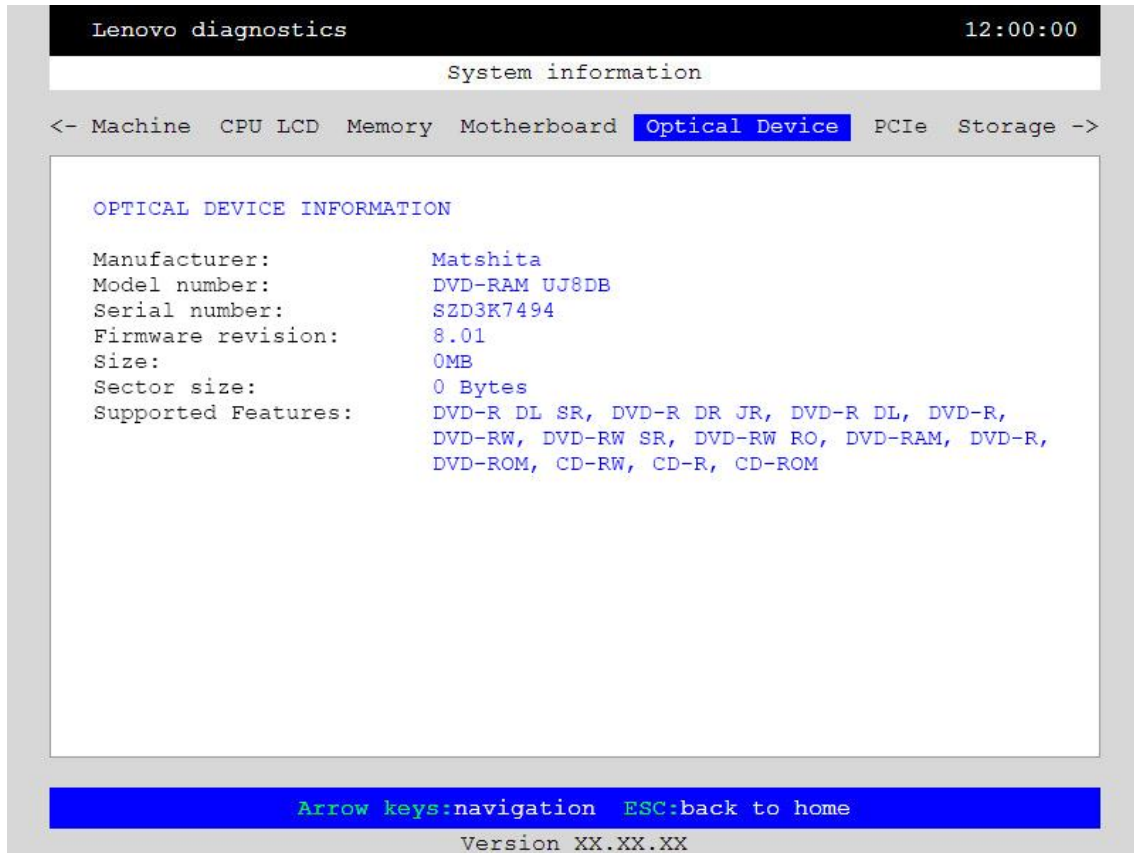 Lenovo diagnostics 12:00:00
System information
<- Machine CPU LCD Memory Motherboard Optical Device PCIe Storage ->
OPTICAL DEVICE INFORMATION
Manufacturer: Matshita
Model number: DVD-RAM UJ8DB
Serial number: SZD3K7494
Firmware revision: 8.01
Size: 0MB
Sector size: 0 Bytes
Supported Features: DVD-R DL SR, DVD-R DR JR, DVD-R DL, DVD-R,
DVD-RW, DVD-RW SR, DVD-RW RO, DVD-RAM, DVD-R,
DVD-ROM, CD-RW, CD-R, CD-ROM
Arrow keys:navigation ESC:back to home
Version XX.XX.XX